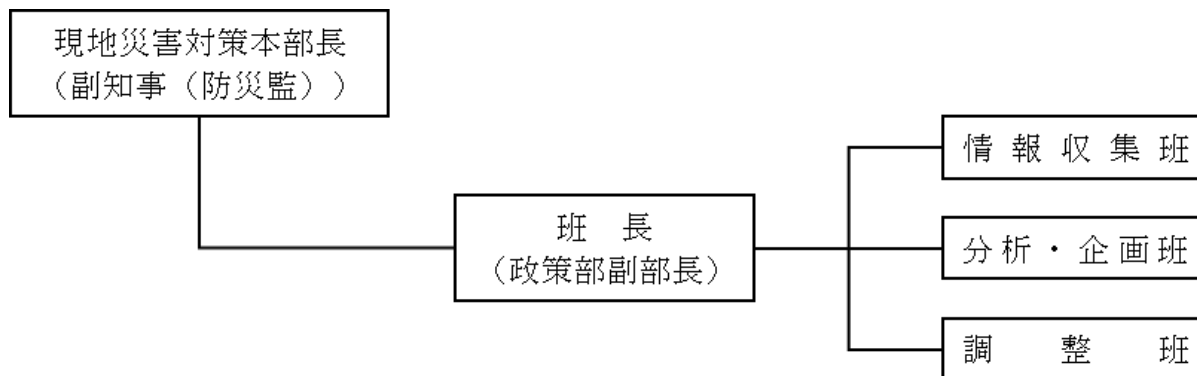 現地災害対策本部長
（副知事（防災監））
班　長
（政策部副部長）
情報収集班
分析・企画班
調整班